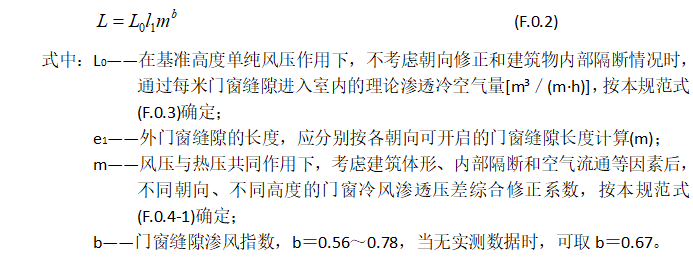 L = L₀l₁mᵇ (F.0.2)
式中：L₀——在基准高度单纯风压作用下，不考虑朝向修正和建筑物内部隔断情况时，
通过每米门窗缝隙进入室内的理论渗透冷空气量[m³／(m·h)]，按本规范式
(F.0.3)确定；
e₁——外门窗缝隙的长度，应分别按各朝向可开启的门窗缝隙长度计算(m)；
m——风压与热压共同作用下，考虑建筑体形、内部隔断和空气流通等因素后，
不同朝向、不同高度的门窗冷风渗透压差综合修正系数，按本规范式
(F.0.4-1)确定；
b——门窗缝隙渗风指数，b＝0.56～0.78，当无实测数据时，可取 b＝0.67。